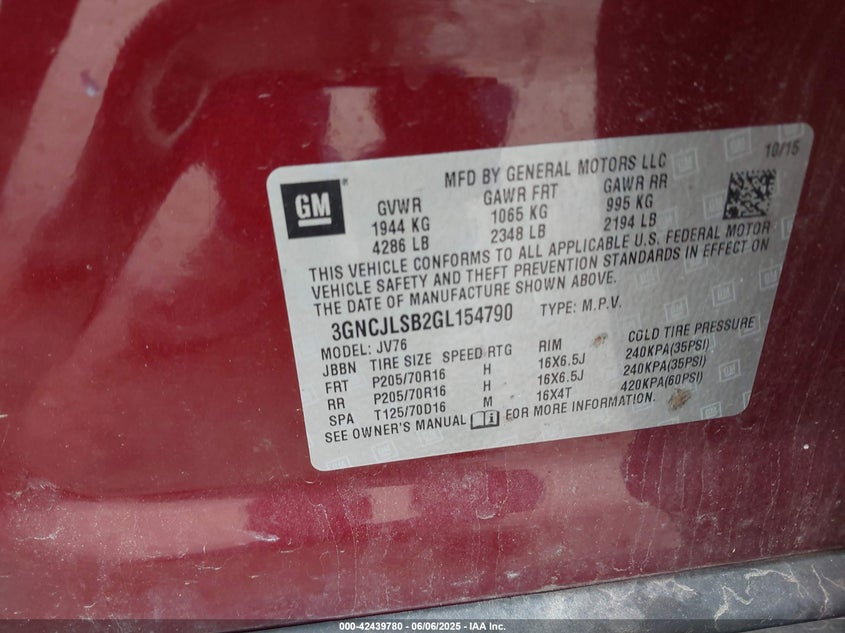 10/15
MFD BY GENERAL MOTORS LLC
GM
GVWR GAWR FRT GAWR RR
1944 KG 1065 KG 995 KG
4286 LB 2348 LB 2194 LB
THIS VEHICLE CONFORMS TO ALL APPLICABLE U.S. FEDERAL MOTOR
VEHICLE SAFETY AND THEFT PREVENTION STANDARDS IN EFFECT ON
THE DATE OF MANUFACTURE SHOWN ABOVE.
3GNCJLSB2GL154790 TYPE: M.P.V.
MODEL: JV76
JBBN TIRE SIZE SPEED RTG RIM COLD TIRE PRESSURE
FRT P205/70R16 H 16X6.5J 240KPA(35PSI)
RR P205/70R16 H 16X6.5J 240KPA(35PSI)
SPA T125/70D16 M 16X4T 420KPA(60PSI)
SEE OWNER'S MANUAL FOR MORE INFORMATION.
000-42439780 - 06/06/2025 - IAA Inc.